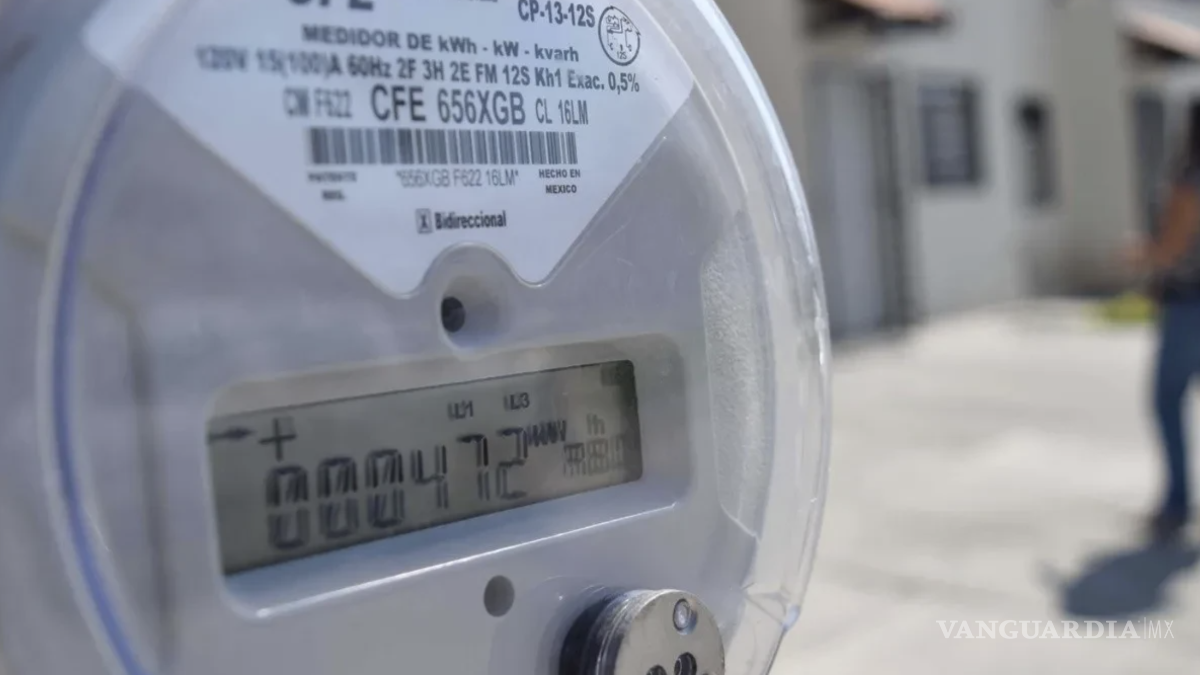 CP-13-12S
MEDIDOR DE kWh - kW - kvarh
120V 15(100)A 60Hz 2F 3H 2E FM 12S Kh1 Exac. 0,5%
CM F622 CFE 656XGB CL 16LM
"656XGB F622 16LM"
HECHO EN
MEXICO
X Bidireccional
000472
VANGUARDIA|MX